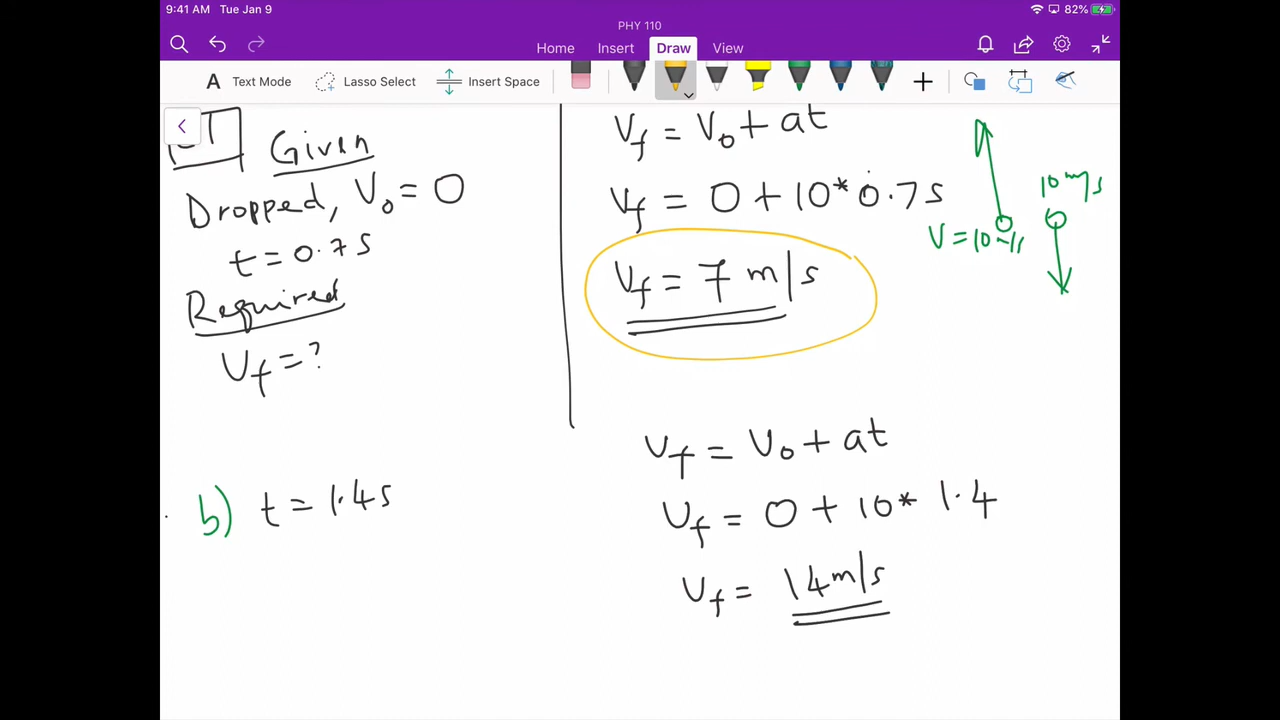 9:41 AM Tue Jan 9
82%
PHY 110
Home Insert Draw View
A Text Mode Lasso Select Insert Space
Given
Dropped, V₀ = 0
t = 0.7s
Required
Vf = ?
Vf = V₀ + at
Vf = 0 + 10* 0.7s
Vf = 7 m/s
V = 10m/s
10 m/s
b) t = 1.4s
Vf = V₀ + at
Vf = 0 + 10* 1.4
Vf = 14m/s